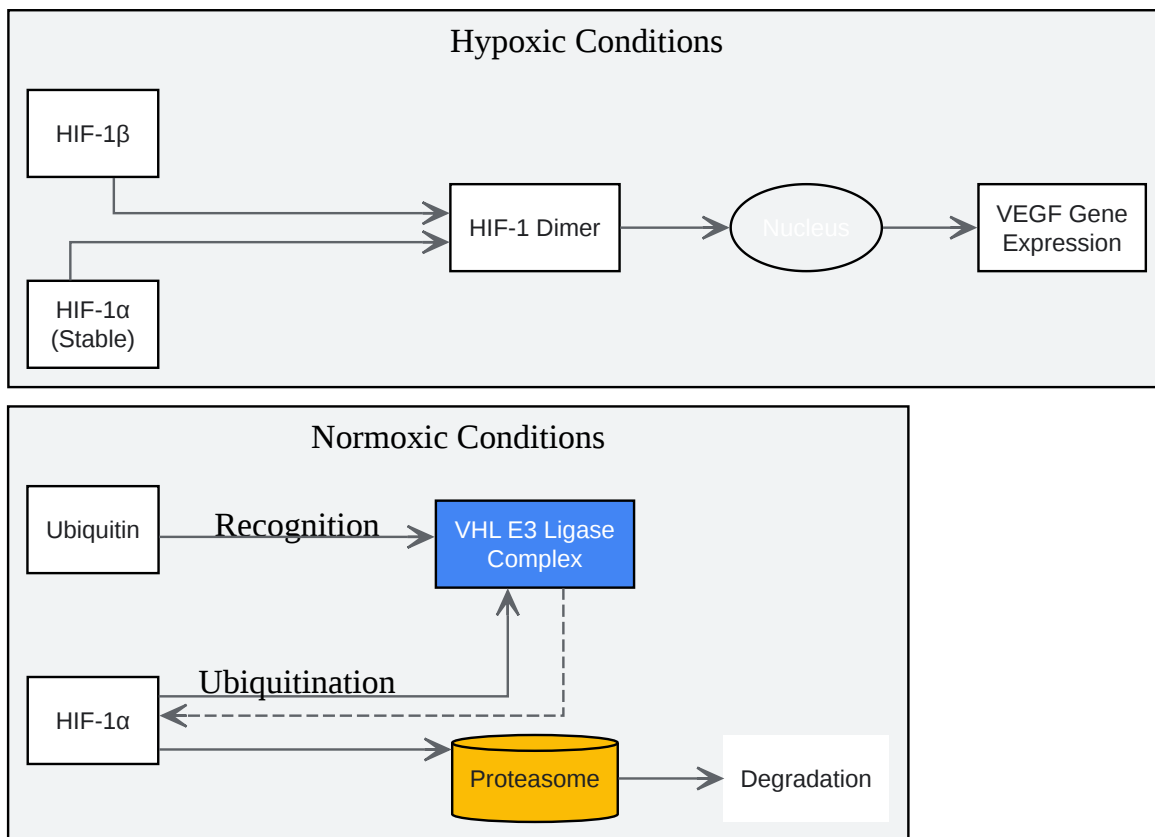 Hypoxic Conditions
HIF-1β
HIF-1 Dimer
Nucleus
VEGF Gene
Expression
HIF-1α
(Stable)
Normoxic Conditions
Ubiquitin
Recognition
VHL E3 Ligase
Complex
Ubiquitination
HIF-1α
Proteasome
Degradation